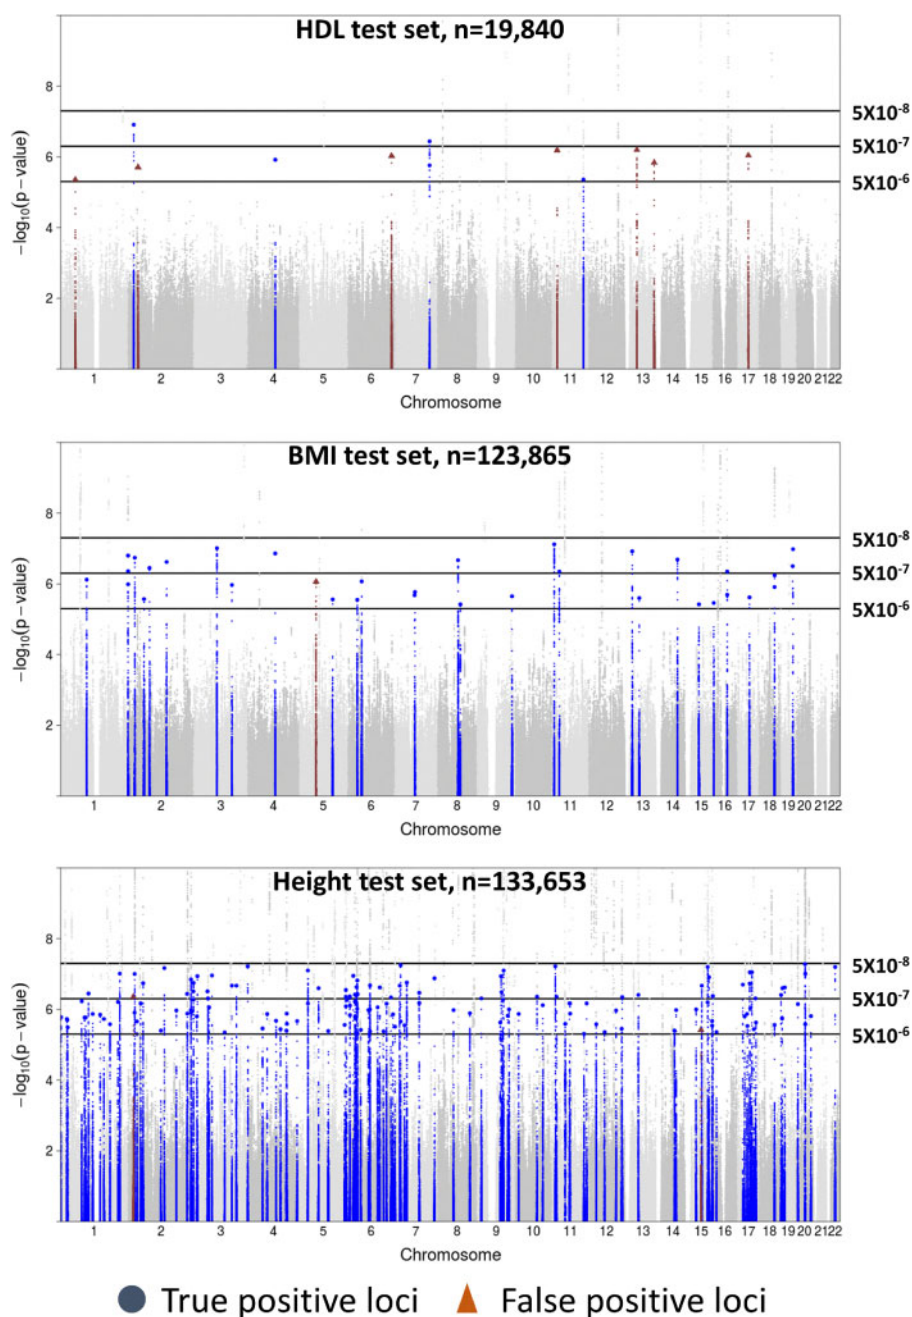 HDL test set, n=19,840
8
5X10-8
5X10-7
6
5X10-6
4
2
−log10(p − value)
1 2 3 4 5 6 7 8 9 10 11 12 13 14 15 16 17 18 19 20 21 22
Chromosome
BMI test set, n=123,865
8
5X10-8
5X10-7
6
5X10-6
4
2
−log10(p − value)
1 2 3 4 5 6 7 8 9 10 11 12 13 14 15 16 17 18 19 20 21 22
Chromosome
Height test set, n=133,653
8
5X10-8
5X10-7
6
5X10-6
4
2
−log10(p − value)
1 2 3 4 5 6 7 8 9 10 11 12 13 14 15 16 17 18 19 20 21 22
Chromosome
True positive loci False positive loci